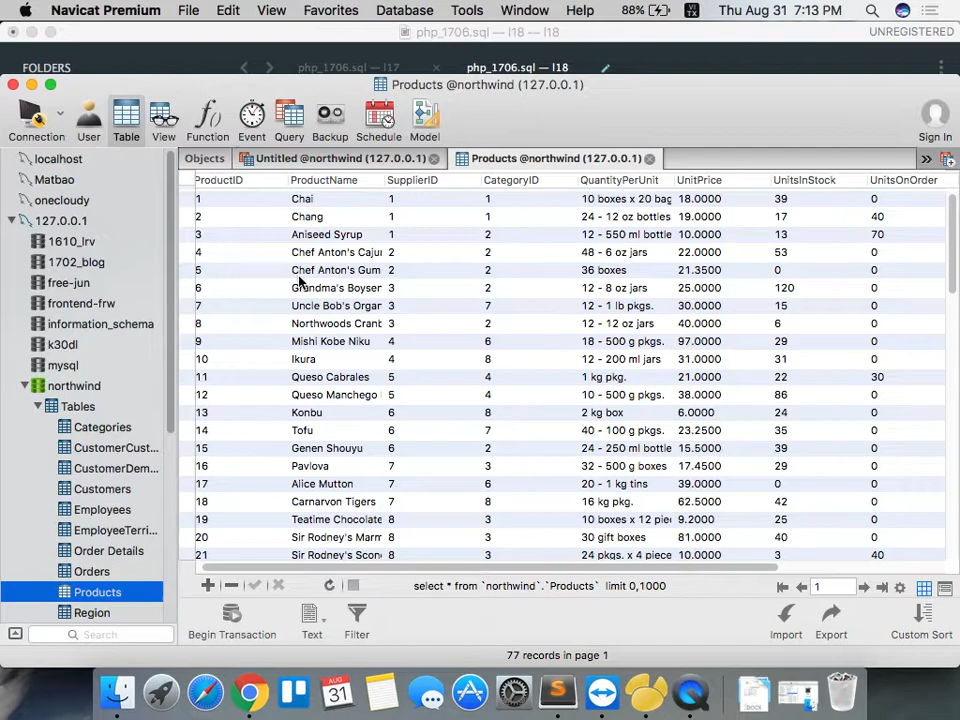 Navicat Premium File Edit View Favorites Database Tools Window Help 88% VI TX Thu Aug 31 7:13 PM
php_1706.sql — l18 — l18 UNREGISTERED
FOLDERS php_1706.sql — l17 php_1706.sql — l18
Products @northwind (127.0.0.1)
Connection User Table View Function Event Query Backup Schedule Model Sign In
Objects Untitled @northwind (127.0.0.1) Products @northwind (127.0.0.1)
localhost
Matbao
onecloudy
127.0.0.1
1610_lrv
1702_blog
free-jun
frontend-frw
information_schema
k30dl
mysql
northwind
Tables
Categories
CustomerCust...
CustomerDem...
Customers
Employees
EmployeeTerri...
Order Details
Orders
Products
Region
Search
ProductID ProductName SupplierID CategoryID QuantityPerUnit UnitPrice UnitsInStock UnitsOnOrder
1 Chai 1 1 10 boxes x 20 bag 18.0000 39 0
2 Chang 1 1 24 - 12 oz bottles 19.0000 17 40
3 Aniseed Syrup 1 2 12 - 550 ml bottle 10.0000 13 70
4 Chef Anton's Cajur 2 2 48 - 6 oz jars 22.0000 53 0
5 Chef Anton's Gum 2 2 36 boxes 21.3500 0 0
6 Grandma's Boysen 3 2 12 - 8 oz jars 25.0000 120 0
7 Uncle Bob's Organ 3 7 12 - 1 lb pkgs. 30.0000 15 0
8 Northwoods Cranb 3 2 12 - 12 oz jars 40.0000 6 0
9 Mishi Kobe Niku 4 6 18 - 500 g pkgs. 97.0000 29 0
10 Ikura 4 8 12 - 200 ml jars 31.0000 31 0
11 Queso Cabrales 5 4 1 kg pkg. 21.0000 22 30
12 Queso Manchego 5 4 10 - 500 g pkgs. 38.0000 86 0
13 Konbu 6 8 2 kg box 6.0000 24 0
14 Tofu 6 7 40 - 100 g pkgs. 23.2500 35 0
15 Genen Shouyu 6 2 24 - 250 ml bottle 15.5000 39 0
16 Pavlova 7 3 32 - 500 g boxes 17.4500 29 0
17 Alice Mutton 7 6 20 - 1 kg tins 39.0000 0 0
18 Carnarvon Tigers 7 8 16 kg pkg. 62.5000 42 0
19 Teatime Chocolate 8 3 10 boxes x 12 piec 9.2000 25 0
20 Sir Rodney's Marm 8 3 30 gift boxes 81.0000 40 0
21 Sir Rodney's Scon 8 3 24 pkgs. x 4 piece 10.0000 3 40
select * from `northwind`.`Products` limit 0,1000 1
Begin Transaction Text Filter Import Export Custom Sort
77 records in page 1
AUG
31
DOCX